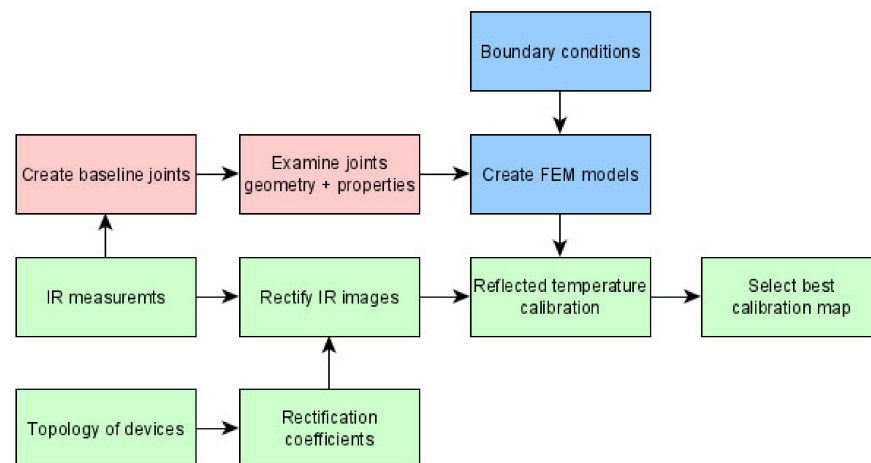 Boundary conditions
Create baseline joints
Examine joints
geometry + properties
Create FEM models
IR measuremts
Rectify IR images
Reflected temperature
calibration
Select best
calibration map
Topology of devices
Rectification
coefficients